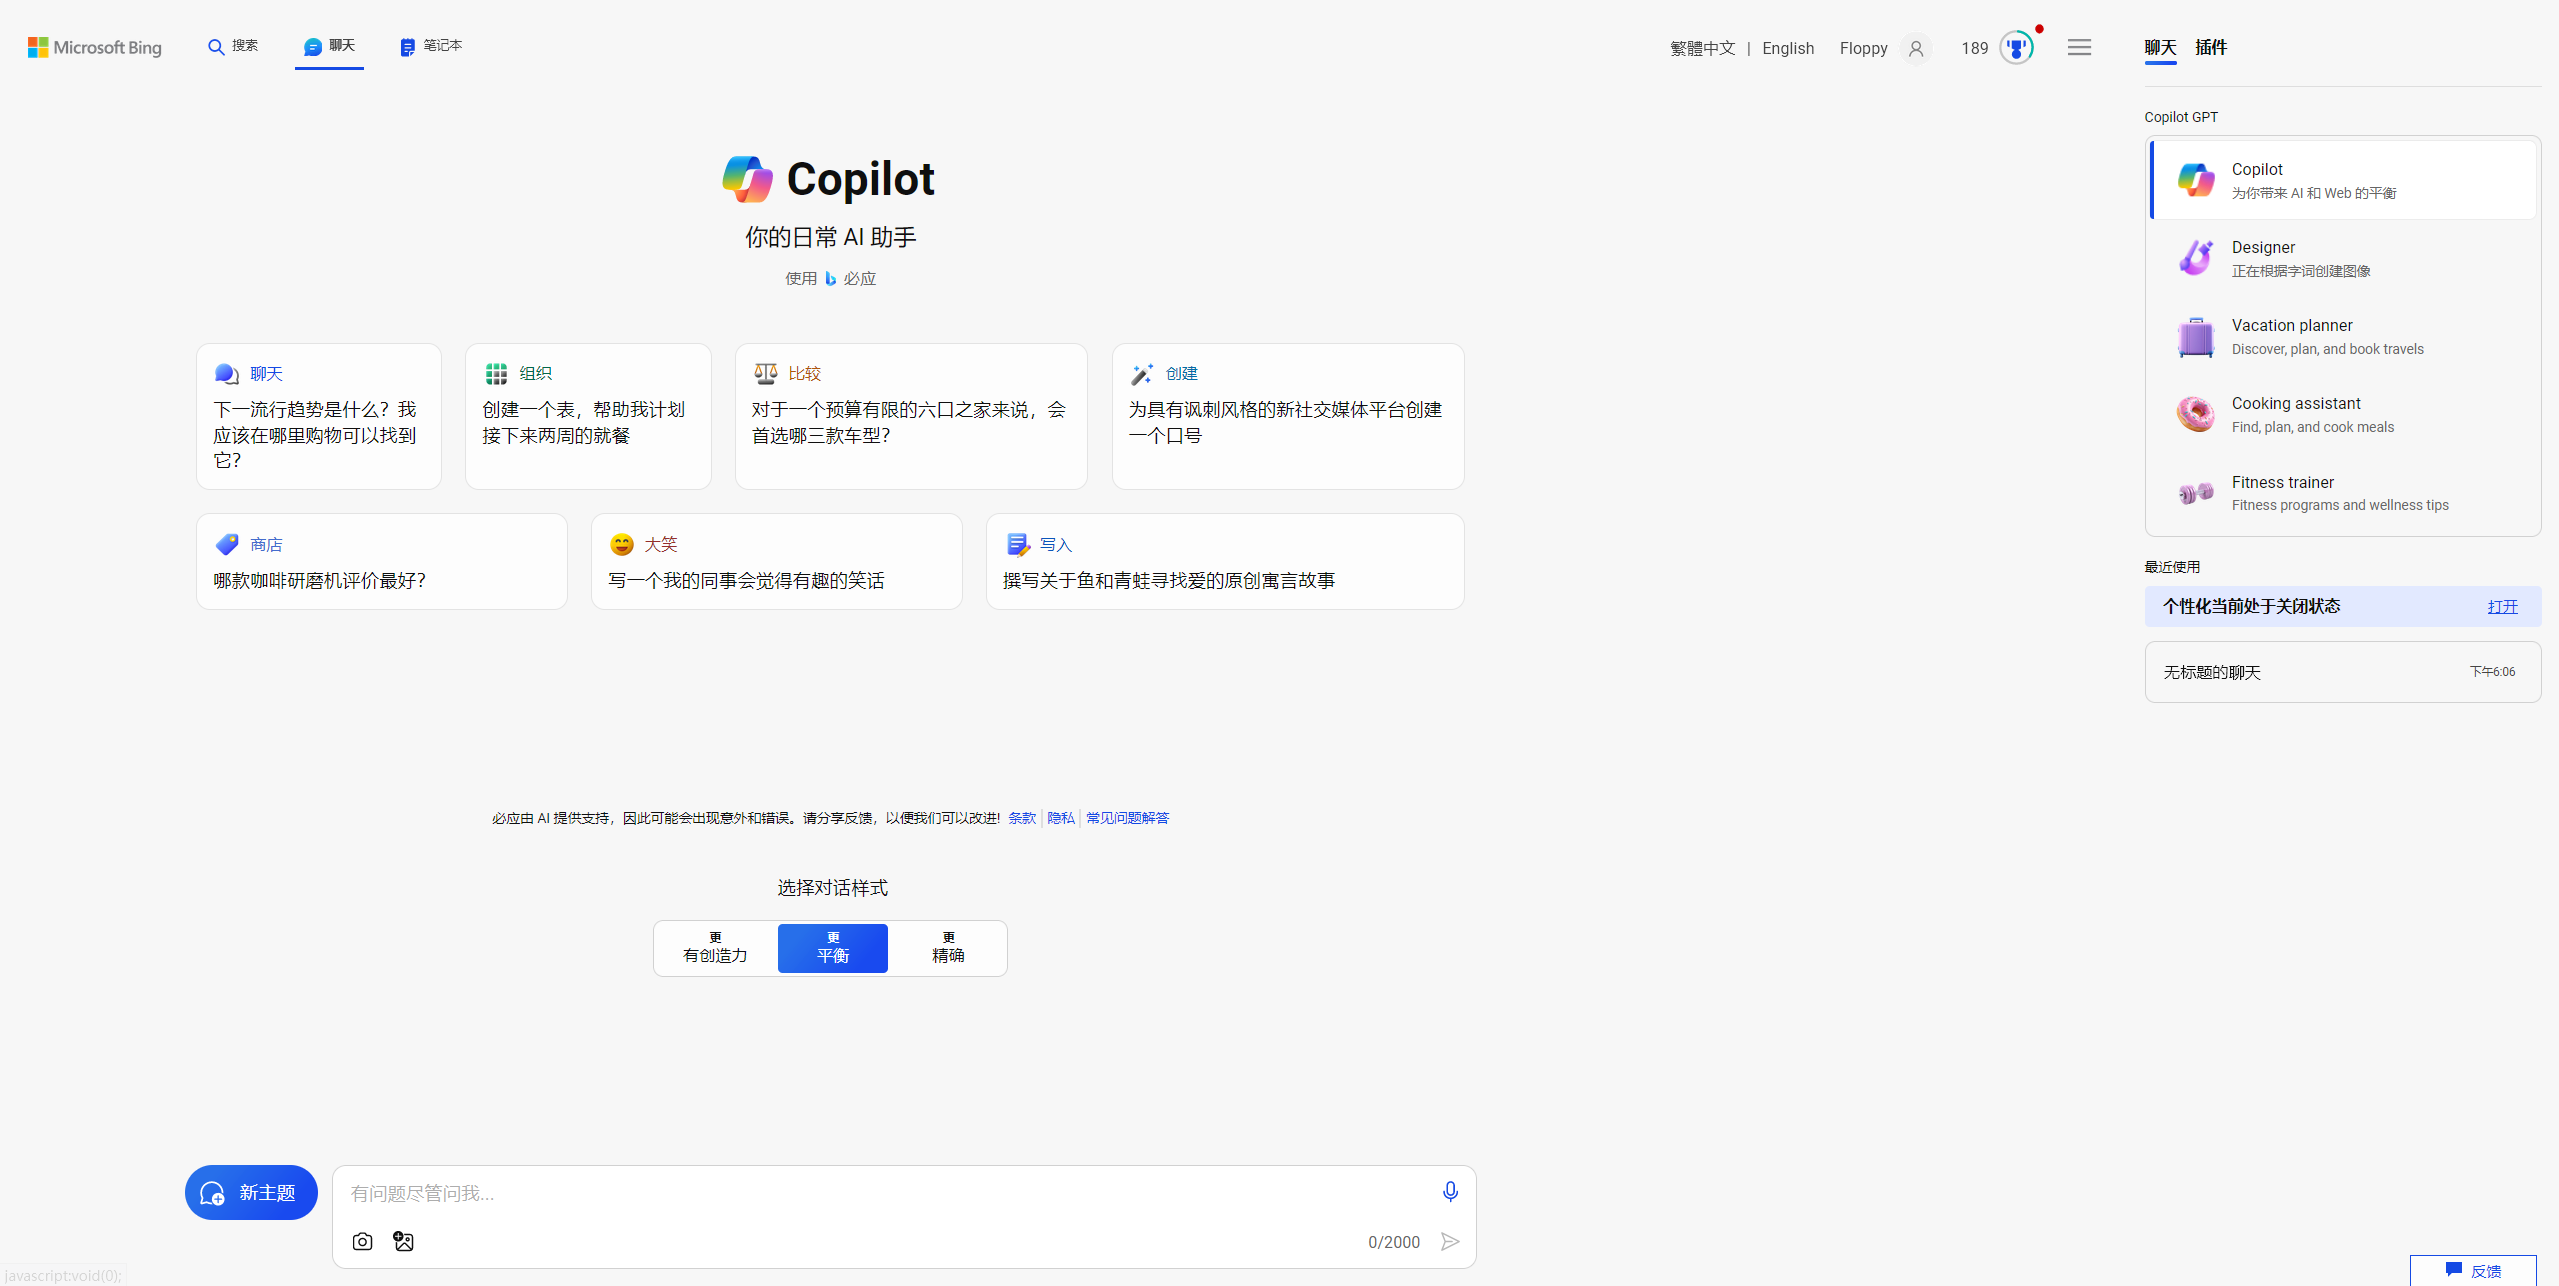 Microsoft Bing
搜索
聊天
笔记本
繁體中文 | English
Floppy
189
聊天 插件
Copilot
你的日常 AI 助手
使用 必应
聊天
下一流行趋势是什么？我
应该在哪里购物可以找到
它？
组织
创建一个表，帮助我计划
接下来两周的就餐
比较
对于一个预算有限的六口之家来说，会
首选哪三款车型？
创建
为具有讽刺风格的新社交媒体平台创建
一个口号
商店
哪款咖啡研磨机评价最好？
大笑
写一个我的同事会觉得有趣的笑话
写入
撰写关于鱼和青蛙寻找爱的原创寓言故事
必应由 AI 提供支持，因此可能会出现意外和错误。请分享反馈，以便我们可以改进! 条款 | 隐私 | 常见问题解答
选择对话样式
更
有创造力
更
平衡
更
精确
新主题
有问题尽管问我...
0/2000
javascript:void(0);
Copilot GPT
Copilot
为你带来 AI 和 Web 的平衡
Designer
正在根据字词创建图像
Vacation planner
Discover, plan, and book travels
Cooking assistant
Find, plan, and cook meals
Fitness trainer
Fitness programs and wellness tips
最近使用
个性化当前处于关闭状态 打开
无标题的聊天 下午6:06
反馈